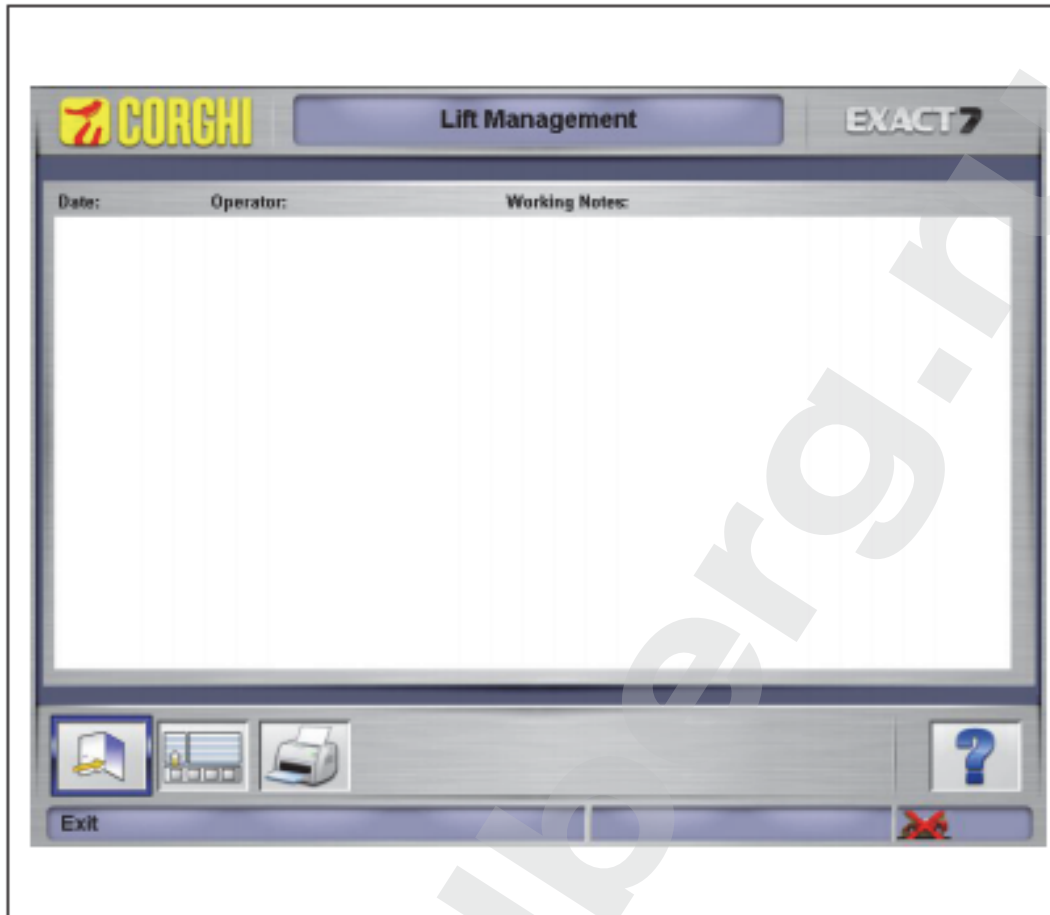 CORGHI Lift Management EXACT7
Date: Operator: Working Notes:
?
Exit